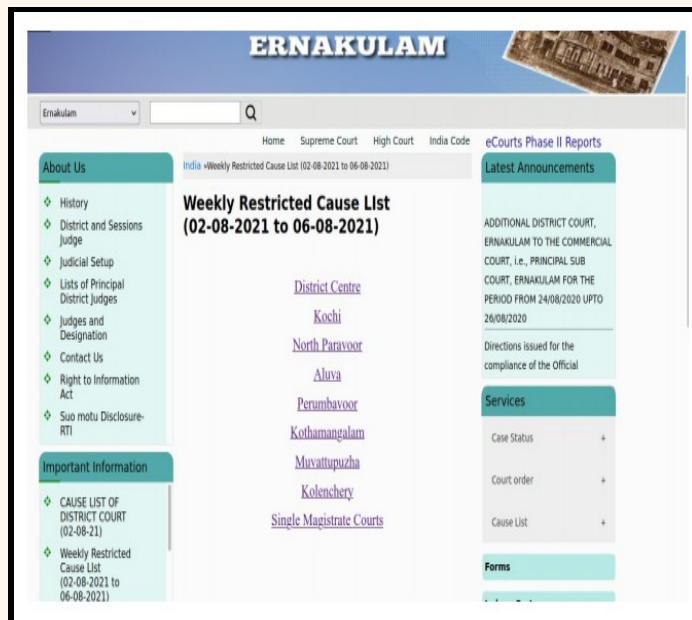 ERNAKULAM
Ernakulam
Home Supreme Court High Court India Code eCourts Phase II Reports
About Us
History
District and Sessions
Judge
Judicial Setup
Lists of Principal
District Judges
Judges and
Designation
Contact Us
Right to Information
Act
Suo motu Disclosure-
RTI
Important Information
CAUSE LIST OF
DISTRICT COURT
(02-08-21)
Weekly Restricted
Cause LIst
(02-08-2021 to
06-08-2021)
India »Weekly Restricted Cause LIst (02-08-2021 to 06-08-2021)
Weekly Restricted Cause LIst
(02-08-2021 to 06-08-2021)
District Centre
Kochi
North Paravoor
Aluva
Perumbavoor
Kothamangalam
Muvattupuzha
Kolenchery
Single Magistrate Courts
Latest Announcements
ADDITIONAL DISTRICT COURT,
ERNAKULAM TO THE COMMERCIAL
COURT, i.e., PRINCIPAL SUB
COURT, ERNAKULAM FOR THE
PERIOD FROM 24/08/2020 UPTO
26/08/2020
Directions issued for the
compliance of the Official
Services
Case Status +
Court order +
Cause List +
Forms